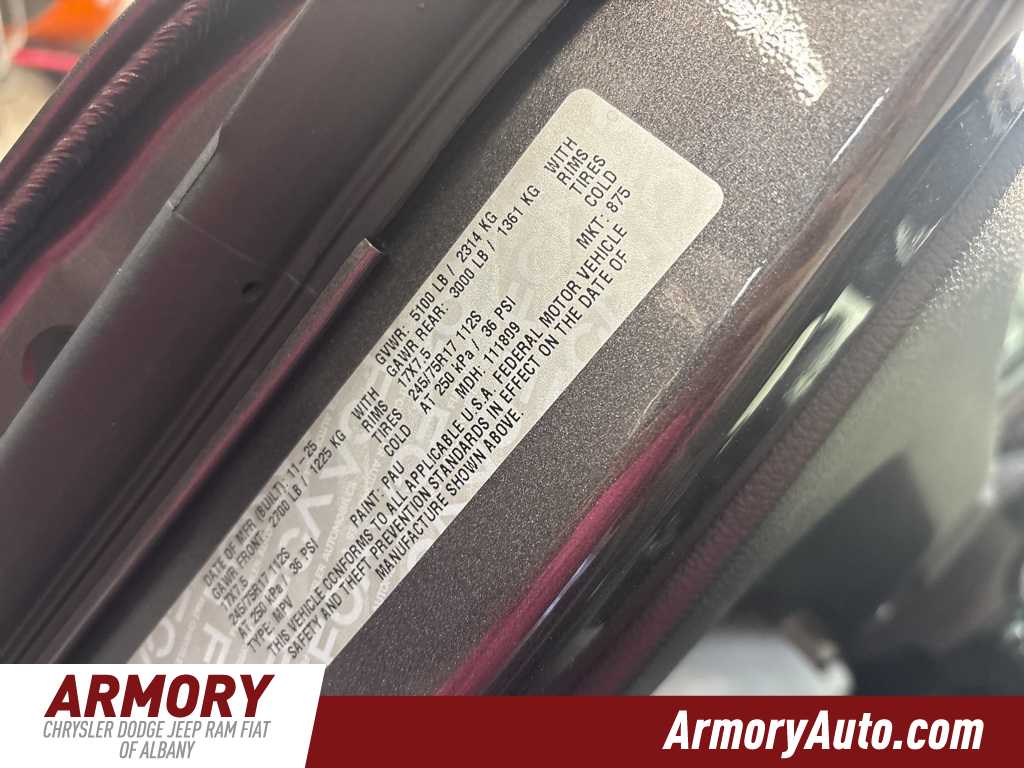 DATE OF MFR (BUILT): 11-25 GVWR: 5100 LB / 2314 KG
GAWR FRONT: 2700 LB / 1225 KG WITH GAWR REAR: 3000 LB / 1361 KG WITH
17X7.5 RIMS 17X7.5 RIMS
245/75R17 112S TIRES 245/75R17 112S TIRES
AT 250 kPa / 36 PSI COLD AT 250 kPa / 36 PSI COLD
TYPE: MPV PAINT: PAU MDH: 111809 MKT: 875
THIS VEHICLE CONFORMS TO ALL APPLICABLE U.S.A. FEDERAL MOTOR VEHICLE
SAFETY AND THEFT PREVENTION STANDARDS IN EFFECT ON THE DATE OF
MANUFACTURE SHOWN ABOVE.
ARMORY
CHRYSLER DODGE JEEP RAM FIAT
OF ALBANY
ArmoryAuto.com